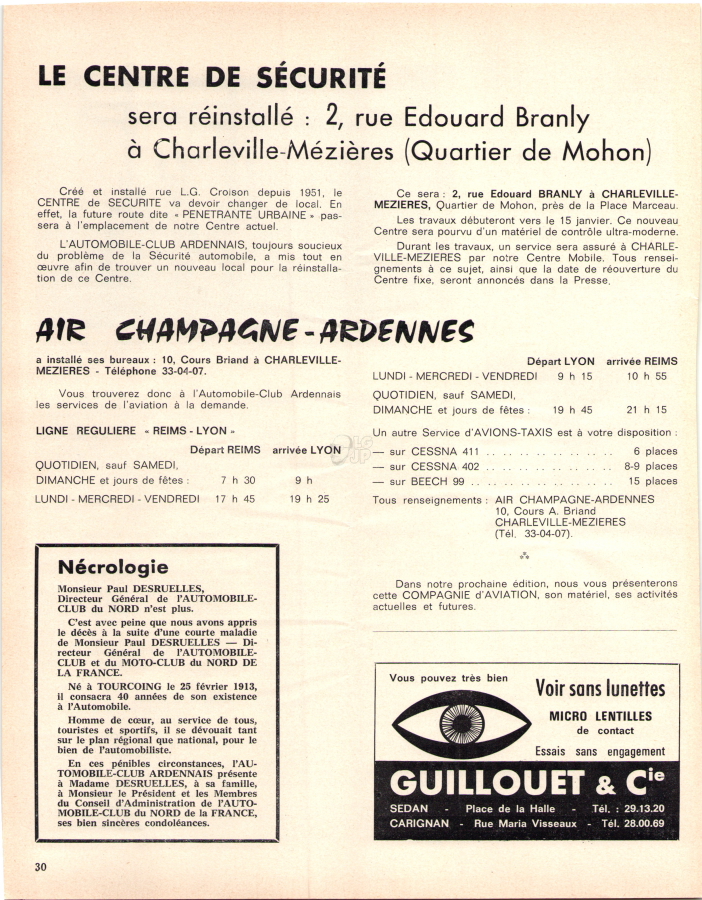 LE CENTRE DE SÉCURITÉ
sera réinstallé : 2, rue Edouard Branly
à Charleville-Mézières (Quartier de Mohon)
Créé et installé rue L.G. Croison depuis 1951, le
CENTRE de SECURITE va devoir changer de local. En
effet, la future route dite « PENETRANTE URBAINE » pas-
sera à l'emplacement de notre Centre actuel.
L'AUTOMOBILE-CLUB ARDENNAIS, toujours soucieux
du problème de la Sécurité automobile, a mis tout en
œuvre afin de trouver un nouveau local pour la réinstalla-
tion de ce Centre.
Ce sera : 2, rue Edouard BRANLY à CHARLEVILLE-
MEZIERES, Quartier de Mohon, près de la Place Marceau.
Les travaux débuteront vers le 15 janvier. Ce nouveau
Centre sera pourvu d'un matériel de contrôle ultra-moderne.
Durant les travaux, un service sera assuré à CHARLE-
VILLE-MEZIERES par notre Centre Mobile. Tous rensei-
gnements à ce sujet, ainsi que la date de réouverture du
Centre fixe, seront annoncés dans la Presse.
AIR CHAMPAGNE-ARDENNES
a installé ses bureaux : 10, Cours Briand à CHARLEVILLE-
MEZIERES - Téléphone 33-04-07.
Vous trouverez donc à l'Automobile-Club Ardennais
les services de l'aviation à la demande.
LIGNE REGULIERE « REIMS - LYON »
Départ REIMS arrivée LYON
QUOTIDIEN, sauf SAMEDI,
DIMANCHE et jours de fêtes : 7 h 30 9 h
LUNDI - MERCREDI - VENDREDI 17 h 45 19 h 25
Départ LYON arrivée REIMS
LUNDI - MERCREDI - VENDREDI 9 h 15 10 h 55
QUOTIDIEN, sauf SAMEDI,
DIMANCHE et jours de fêtes : 19 h 45 21 h 15
Un autre Service d'AVIONS-TAXIS est à votre disposition :
— sur CESSNA 411 .. .. .. .. .. .. .. 6 places
— sur CESSNA 402 .. .. .. .. .. .. .. 8-9 places
— sur BEECH 99 .. .. .. .. .. .. .. .. 15 places
Tous renseignements : AIR CHAMPAGNE-ARDENNES
10, Cours A. Briand
CHARLEVILLE-MEZIERES
(Tél. 33-04-07).
Dans notre prochaine édition, nous vous présenterons
cette COMPAGNIE d'AVIATION, son matériel, ses activités
actuelles et futures.
Nécrologie
Monsieur Paul DESRUELLES,
Directeur Général de l'AUTOMOBILE-
CLUB du NORD n'est plus.
C'est avec peine que nous avons appris
le décès à la suite d'une courte maladie
de Monsieur Paul DESRUELLES — Di-
recteur Général de l'AUTOMOBILE-
CLUB et du MOTO-CLUB du NORD DE
LA FRANCE.
Né à TOURCOING le 25 février 1913,
il consacra 40 années de son existence
à l'Automobile.
Homme de cœur, au service de tous,
touristes et sportifs, il se dévouait tant
sur le plan régional que national, pour le
bien de l'automobiliste.
En ces pénibles circonstances, l'AU-
TOMOBILE-CLUB ARDENNAIS présente
à Madame DESRUELLES, à sa famille,
à Monsieur le Président et les Membres
du Conseil d'Administration de l'AUTO-
MOBILE-CLUB du NORD de la FRANCE,
ses bien sincères condoléances.
Vous pouvez très bien
Voir sans lunettes
MICRO LENTILLES
de contact
Essais sans engagement
GUILLOUET & Cie
SEDAN - Place de la Halle - Tél. : 29.13.20
CARIGNAN - Rue Maria Visseaux - Tél. 28.00.69
30